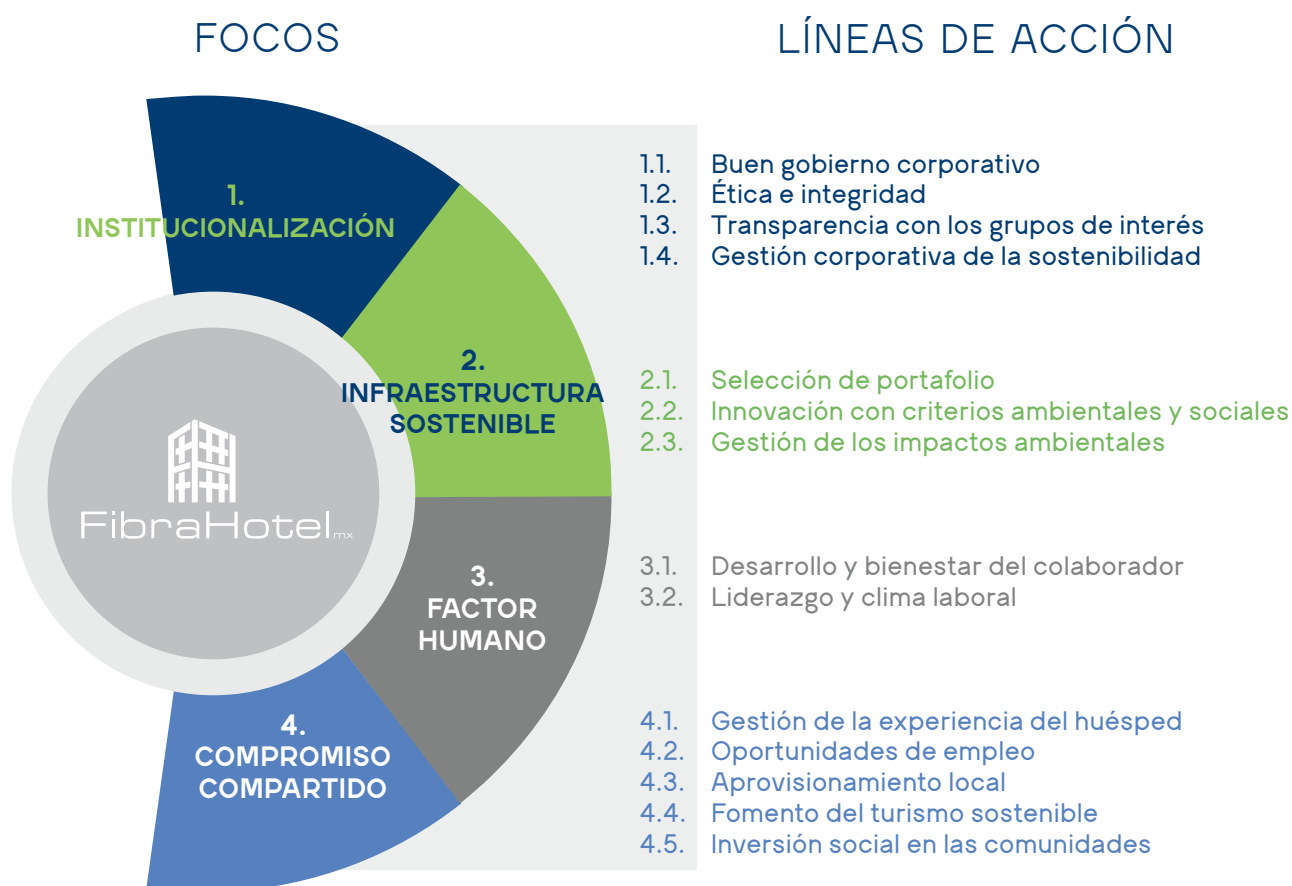 FOCOS
LÍNEAS DE ACCIÓN
1.
INSTITUCIONALIZACIÓN
1.1. Buen gobierno corporativo
1.2. Ética e integridad
1.3. Transparencia con los grupos de interés
1.4. Gestión corporativa de la sostenibilidad
2.
INFRAESTRUCTURA
SOSTENIBLE
2.1. Selección de portafolio
2.2. Innovación con criterios ambientales y sociales
2.3. Gestión de los impactos ambientales
FibraHotel mx
3.
FACTOR
HUMANO
3.1. Desarrollo y bienestar del colaborador
3.2. Liderazgo y clima laboral
4.
COMPROMISO
COMPARTIDO
4.1. Gestión de la experiencia del huésped
4.2. Oportunidades de empleo
4.3. Aprovisionamiento local
4.4. Fomento del turismo sostenible
4.5. Inversión social en las comunidades